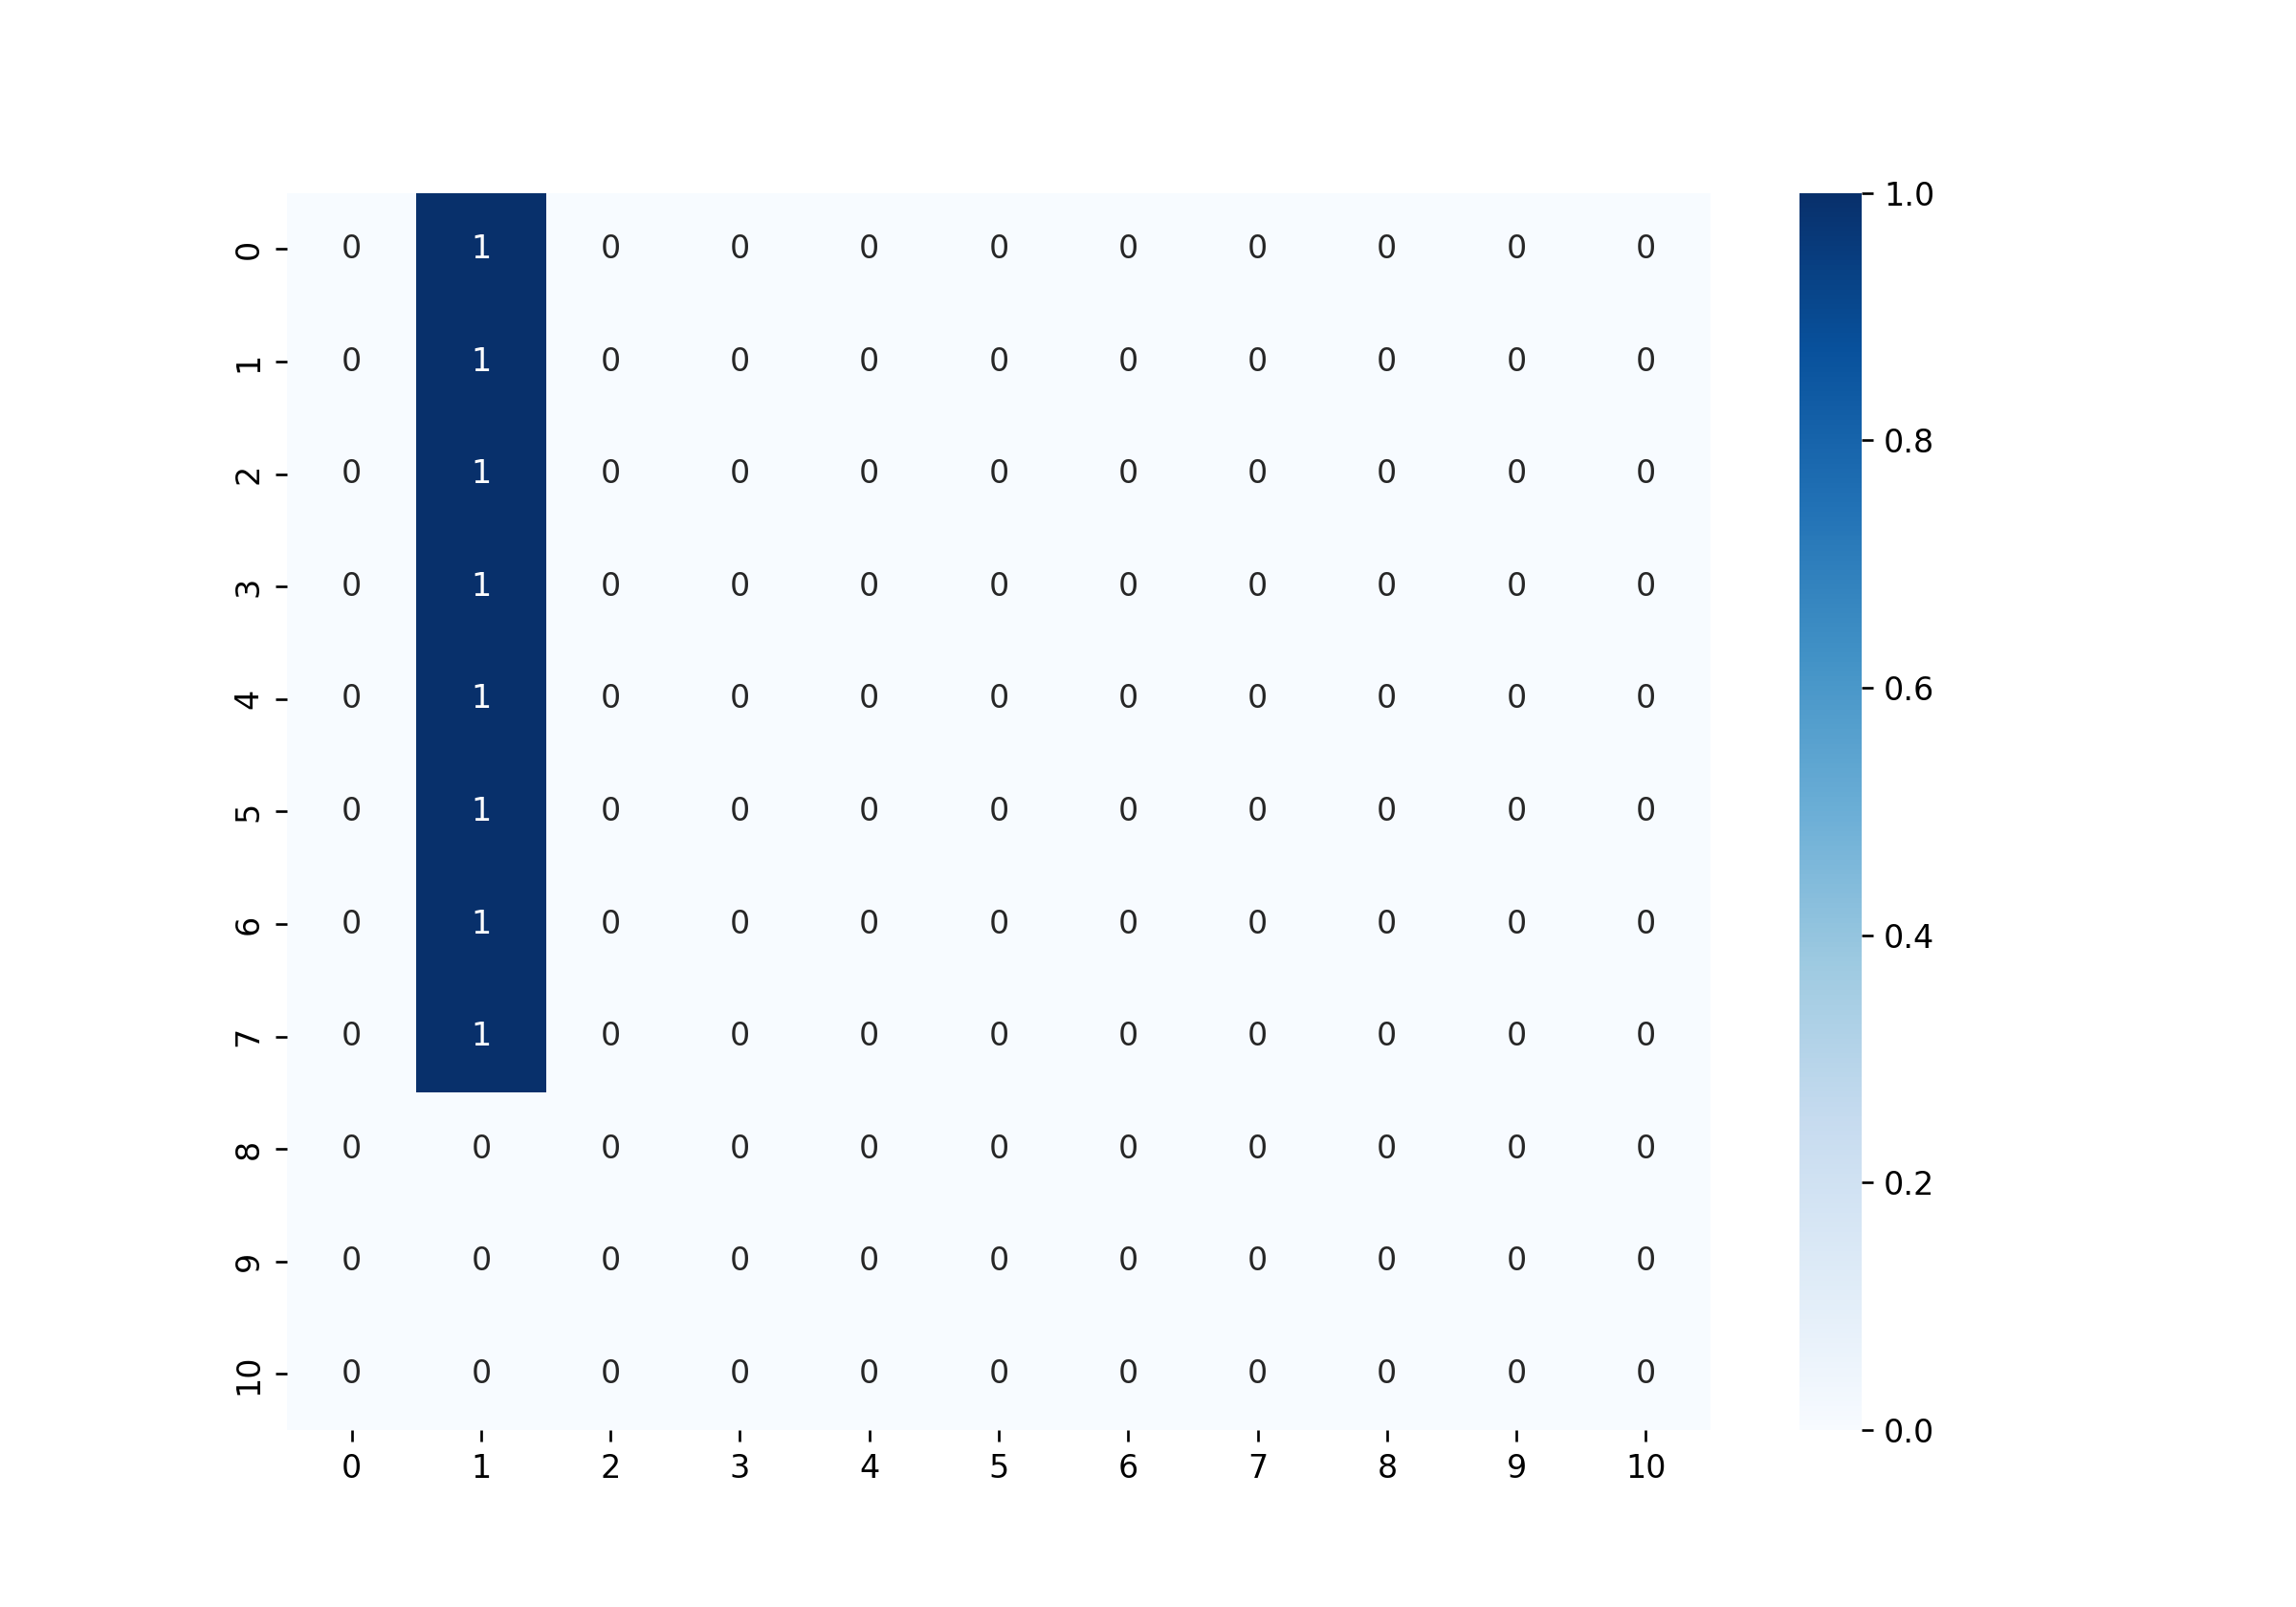 1.0
0 0 1 0 0 0 0 0 0 0 0 0
1 0 1 0 0 0 0 0 0 0 0 0
0.8
2 0 1 0 0 0 0 0 0 0 0 0
3 0 1 0 0 0 0 0 0 0 0 0
0.6
4 0 1 0 0 0 0 0 0 0 0 0
5 0 1 0 0 0 0 0 0 0 0 0
6 0 1 0 0 0 0 0 0 0 0 0
0.4
7 0 1 0 0 0 0 0 0 0 0 0
8 0 0 0 0 0 0 0 0 0 0 0
0.2
9 0 0 0 0 0 0 0 0 0 0 0
10 0 0 0 0 0 0 0 0 0 0 0
0.0
0 1 2 3 4 5 6 7 8 9 10